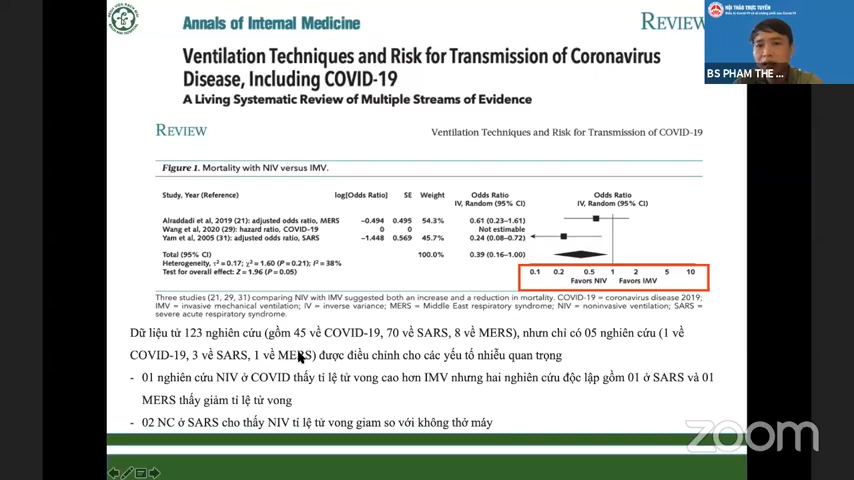 Annals of Internal Medicine
REVIEW
HỘI THẢO TRỰC TUYẾN
BS PHAM THE ...
Ventilation Techniques and Risk for Transmission of Coronavirus
Disease, Including COVID-19
A Living Systematic Review of Multiple Streams of Evidence
REVIEW
Ventilation Techniques and Risk for Transmission of COVID-19
Figure 1. Mortality with NIV versus IMV.
Study, Year (Reference) log[Odds Ratio] SE Weight Odds Ratio Odds Ratio
IV, Random (95% CI) IV, Random (95% CI)
Alraddadi et al, 2019 (21): adjusted odds ratio, MERS −0.494 0.495 54.3% 0.61 (0.23–1.61)
Wang et al, 2020 (29): hazard ratio, COVID-19 0 0 Not estimable
Yam et al, 2005 (31): adjusted odds ratio, SARS −1.448 0.569 45.7% 0.24 (0.08–0.72)
Total (95% CI) 100.0% 0.39 (0.16–1.00)
Heterogeneity, τ² = 0.17; χ² = 1.60 (P = 0.21); I² = 38%
Test for overall effect: Z = 1.96 (P = 0.05)
0.1 0.2 0.5 1 2 5 10
Favors NIV Favors IMV
Three studies (21, 29, 31) comparing NIV with IMV suggested both an increase and a reduction in mortality. COVID-19 = coronavirus disease 2019;
IMV = invasive mechanical ventilation; IV = inverse variance; MERS = Middle East respiratory syndrome; NIV = noninvasive ventilation; SARS =
severe acute respiratory syndrome.
Dữ liệu từ 123 nghiên cứu (gồm 45 về COVID-19, 70 về SARS, 8 về MERS), nhưn chỉ có 05 nghiên cứu (1 về
COVID-19, 3 về SARS, 1 về MERS) được điều chỉnh cho các yếu tố nhiễu quan trọng
- 01 nghiên cứu NIV ở COVID thấy tỉ lệ tử vong cao hơn IMV nhưng hai nghiên cứu độc lập gồm 01 ở SARS và 01
MERS thấy giảm tỉ lệ tử vong
- 02 NC ở SARS cho thấy NIV tỉ lệ tử vong giam so với không thở máy
zoom